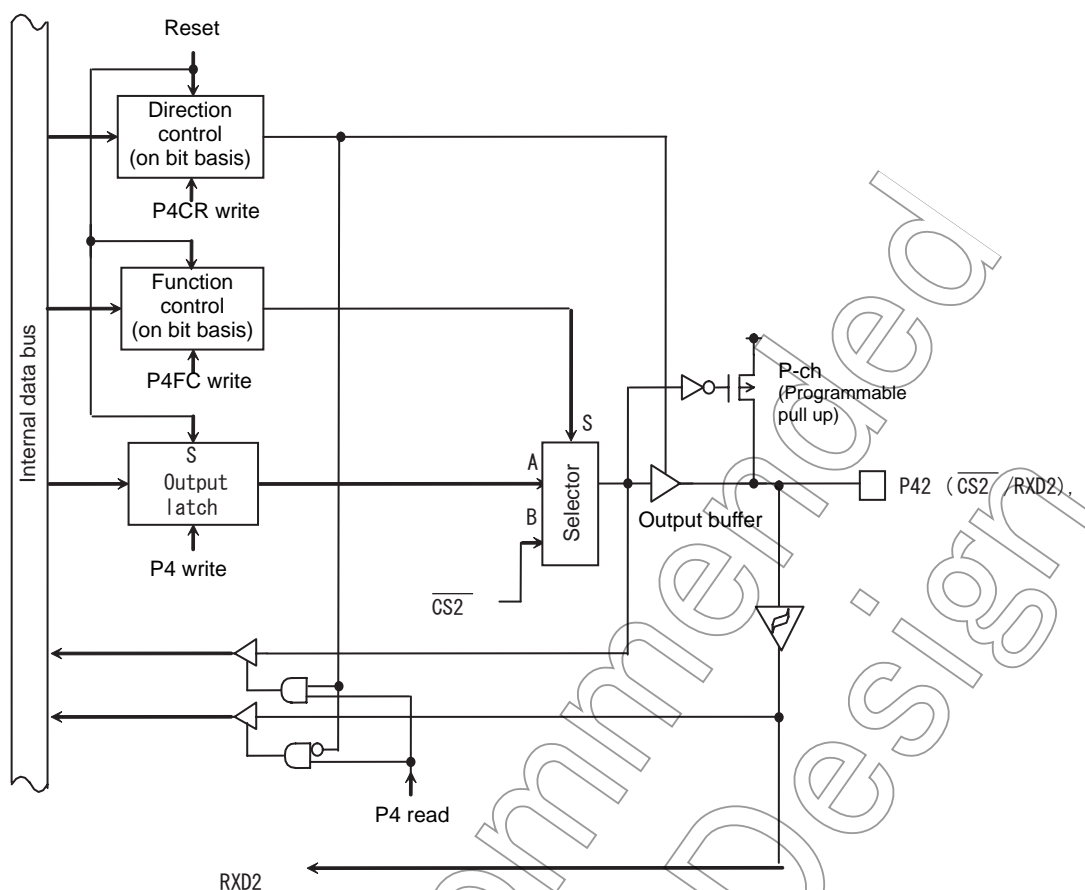 Reset
Direction
control
(on bit basis)
P4CR write
Function
control
(on bit basis)
P4FC write
Internal data bus
S
Output
latch
P4 write
A
B
S
Selector
CS2
P-ch
(Programmable
pull up)
Output buffer
P42 (CS2 /RXD2),
P4 read
RXD2
ommended
Design